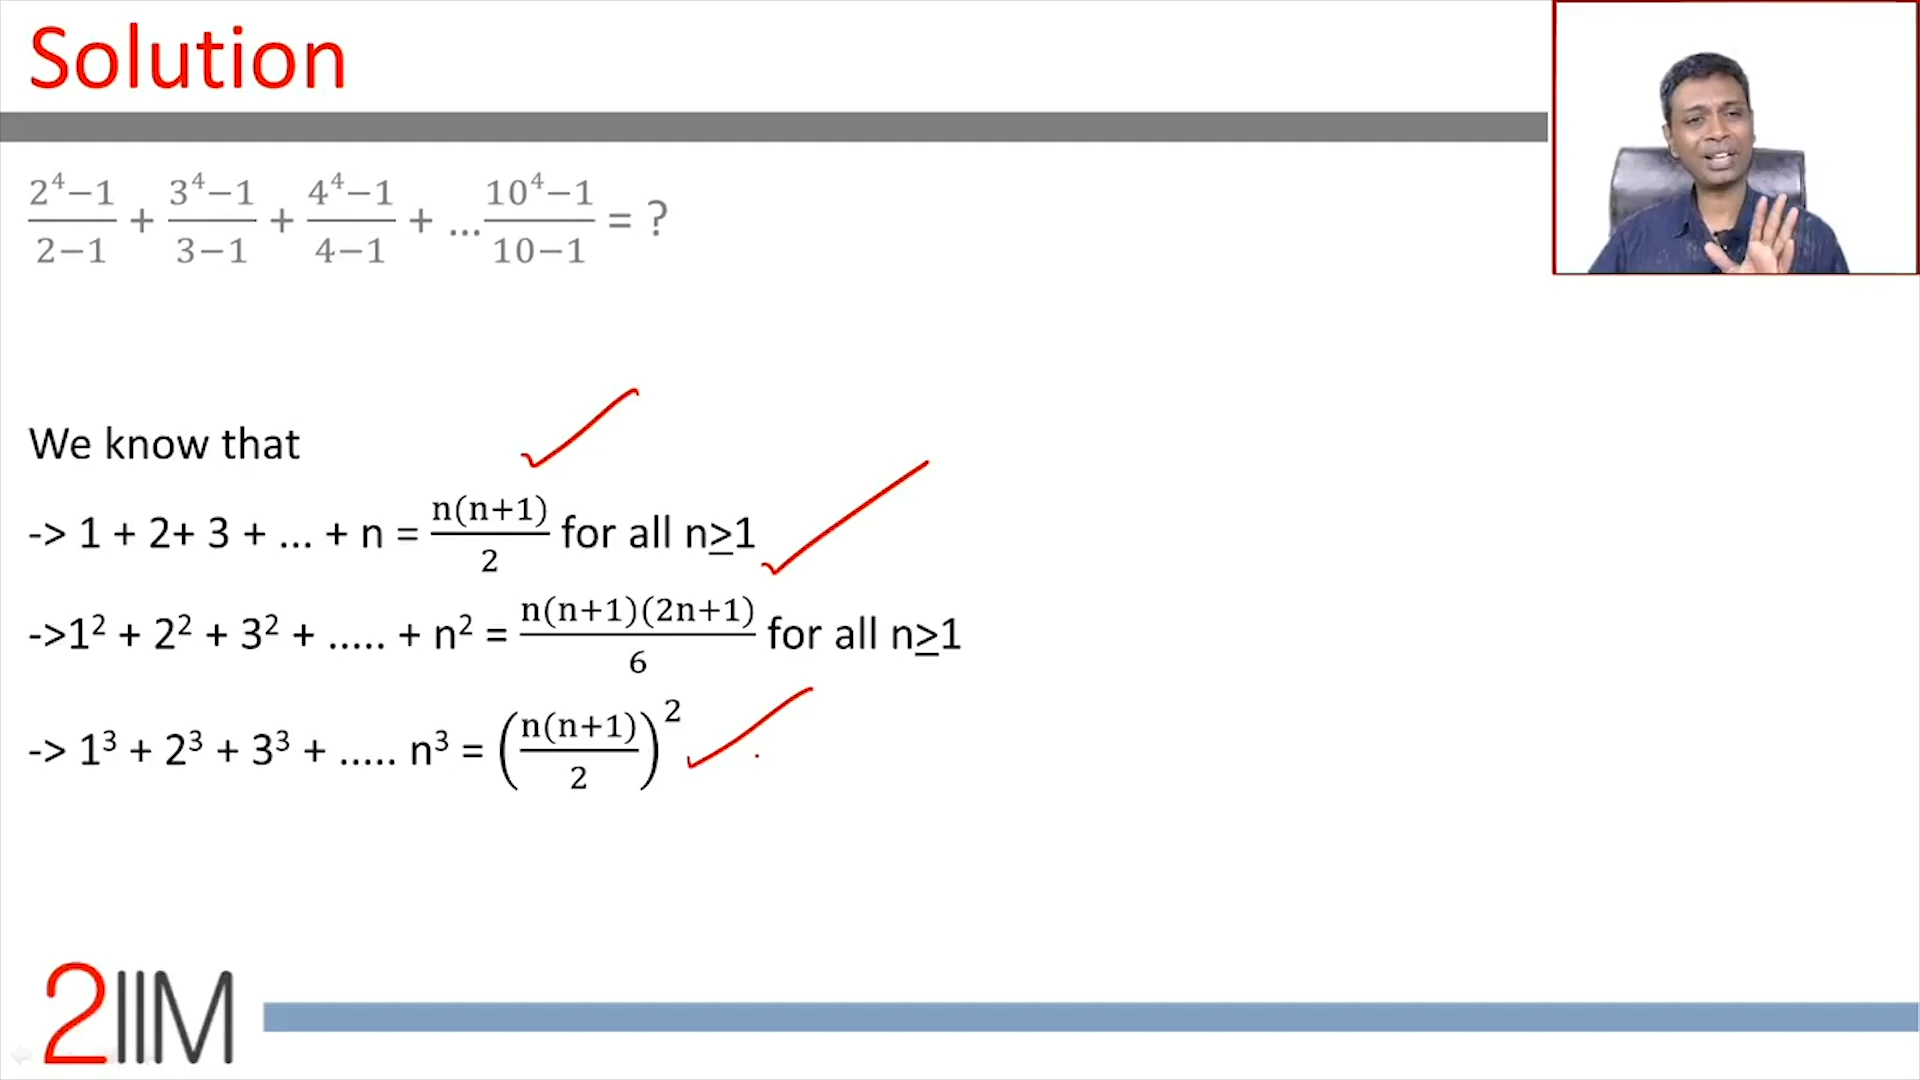 Solution
2⁴−1/2−1 + 3⁴−1/3−1 + 4⁴−1/4−1 + ...10⁴−1/10−1 = ?
We know that
-> 1 + 2+ 3 + ... + n = n(n+1)/2 for all n≥1
->1² + 2² + 3² + ..... + n² = n(n+1)(2n+1)/6 for all n≥1
-> 1³ + 2³ + 3³ + ..... n³ = (n(n+1)/2)²
2IIM